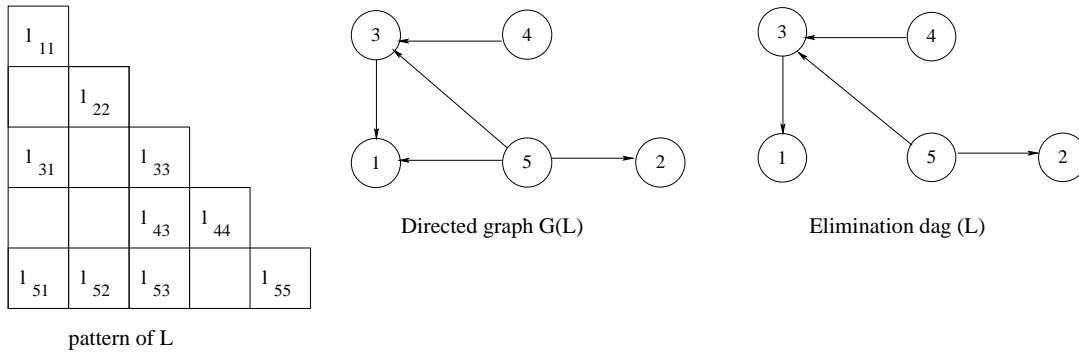 l 11
l 22
l 31 l 33
l 43 l 44
l 51 l 52 l 53 l 55
pattern of L
3 4
1 5 2
Directed graph G(L)
3 4
1 5 2
Elimination dag (L)